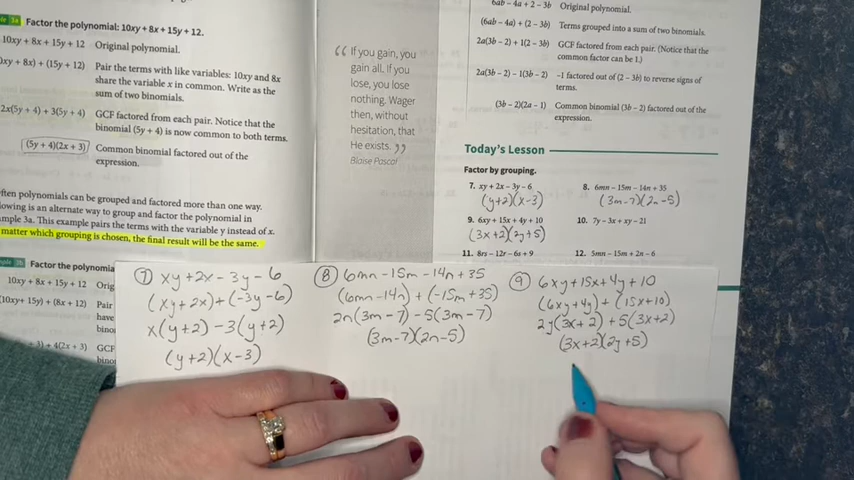 3a Factor the polynomial: 10xy + 8x + 15y + 12.
10xy + 8x + 15y + 12 Original polynomial.
0xy + 8x) + (15y + 12) Pair the terms with like variables: 10xy and 8x
share the variable x in common. Write as the
sum of two binomials.
2x(5y + 4) + 3(5y + 4) GCF factored from each pair. Notice that the
binomial (5y + 4) is now common to both terms.
(5y + 4)(2x + 3) Common binomial factored out of the
expression.
ften polynomials can be grouped and factored more than one way.
lowing is an alternate way to group and factor the polynomial in
mple 3a. This example pairs the terms with the variable y instead of x.
matter which grouping is chosen, the final result will be the same.
Factor the polynomia
10xy + 8x + 15y + 12 Orig
10xy + 15y) + (8x + 12) Pair
have
bino
+ 3) + 4(2x + 3) GCF
bino
“ If you gain, you
gain all. If you
lose, you lose
nothing. Wager
then, without
hesitation, that
He exists. ”
Blaise Pascal
6ab − 4a + 2 − 3b Original polynomial.
(6ab − 4a) + (2 − 3b) Terms grouped into a sum of two binomials.
2a(3b − 2) + 1(2 − 3b) GCF factored from each pair. (Notice that the
common factor can be 1.)
2a(3b − 2) − 1(3b − 2) −1 factored out of (2 − 3b) to reverse signs of
terms.
(3b − 2)(2a − 1) Common binomial (3b − 2) factored out of the
expression.
Today's Lesson
Factor by grouping.
7. xy + 2x − 3y − 6
(y+2)(x−3)
8. 6mn − 15m − 14n + 35
(3m−7)(2n−5)
9. 6xy + 15x + 4y + 10
(3x+2)(2y+5)
10. 7y − 3x + xy − 21
11. 8rs − 12r − 6s + 9
12. 5mn − 15m + 2n − 6
7 xy + 2x − 3y − 6
(xy + 2x) + (−3y − 6)
x(y+2) − 3(y+2)
(y+2)(x−3)
8 6mn − 15m − 14n + 35
(6mn − 14n) + (−15m + 35)
2n(3m − 7) − 5(3m − 7)
(3m−7)(2n−5)
9 6xy + 15x + 4y + 10
(6xy + 4y) + (15x + 10)
2y(3x + 2) + 5(3x + 2)
(3x+2)(2y+5)